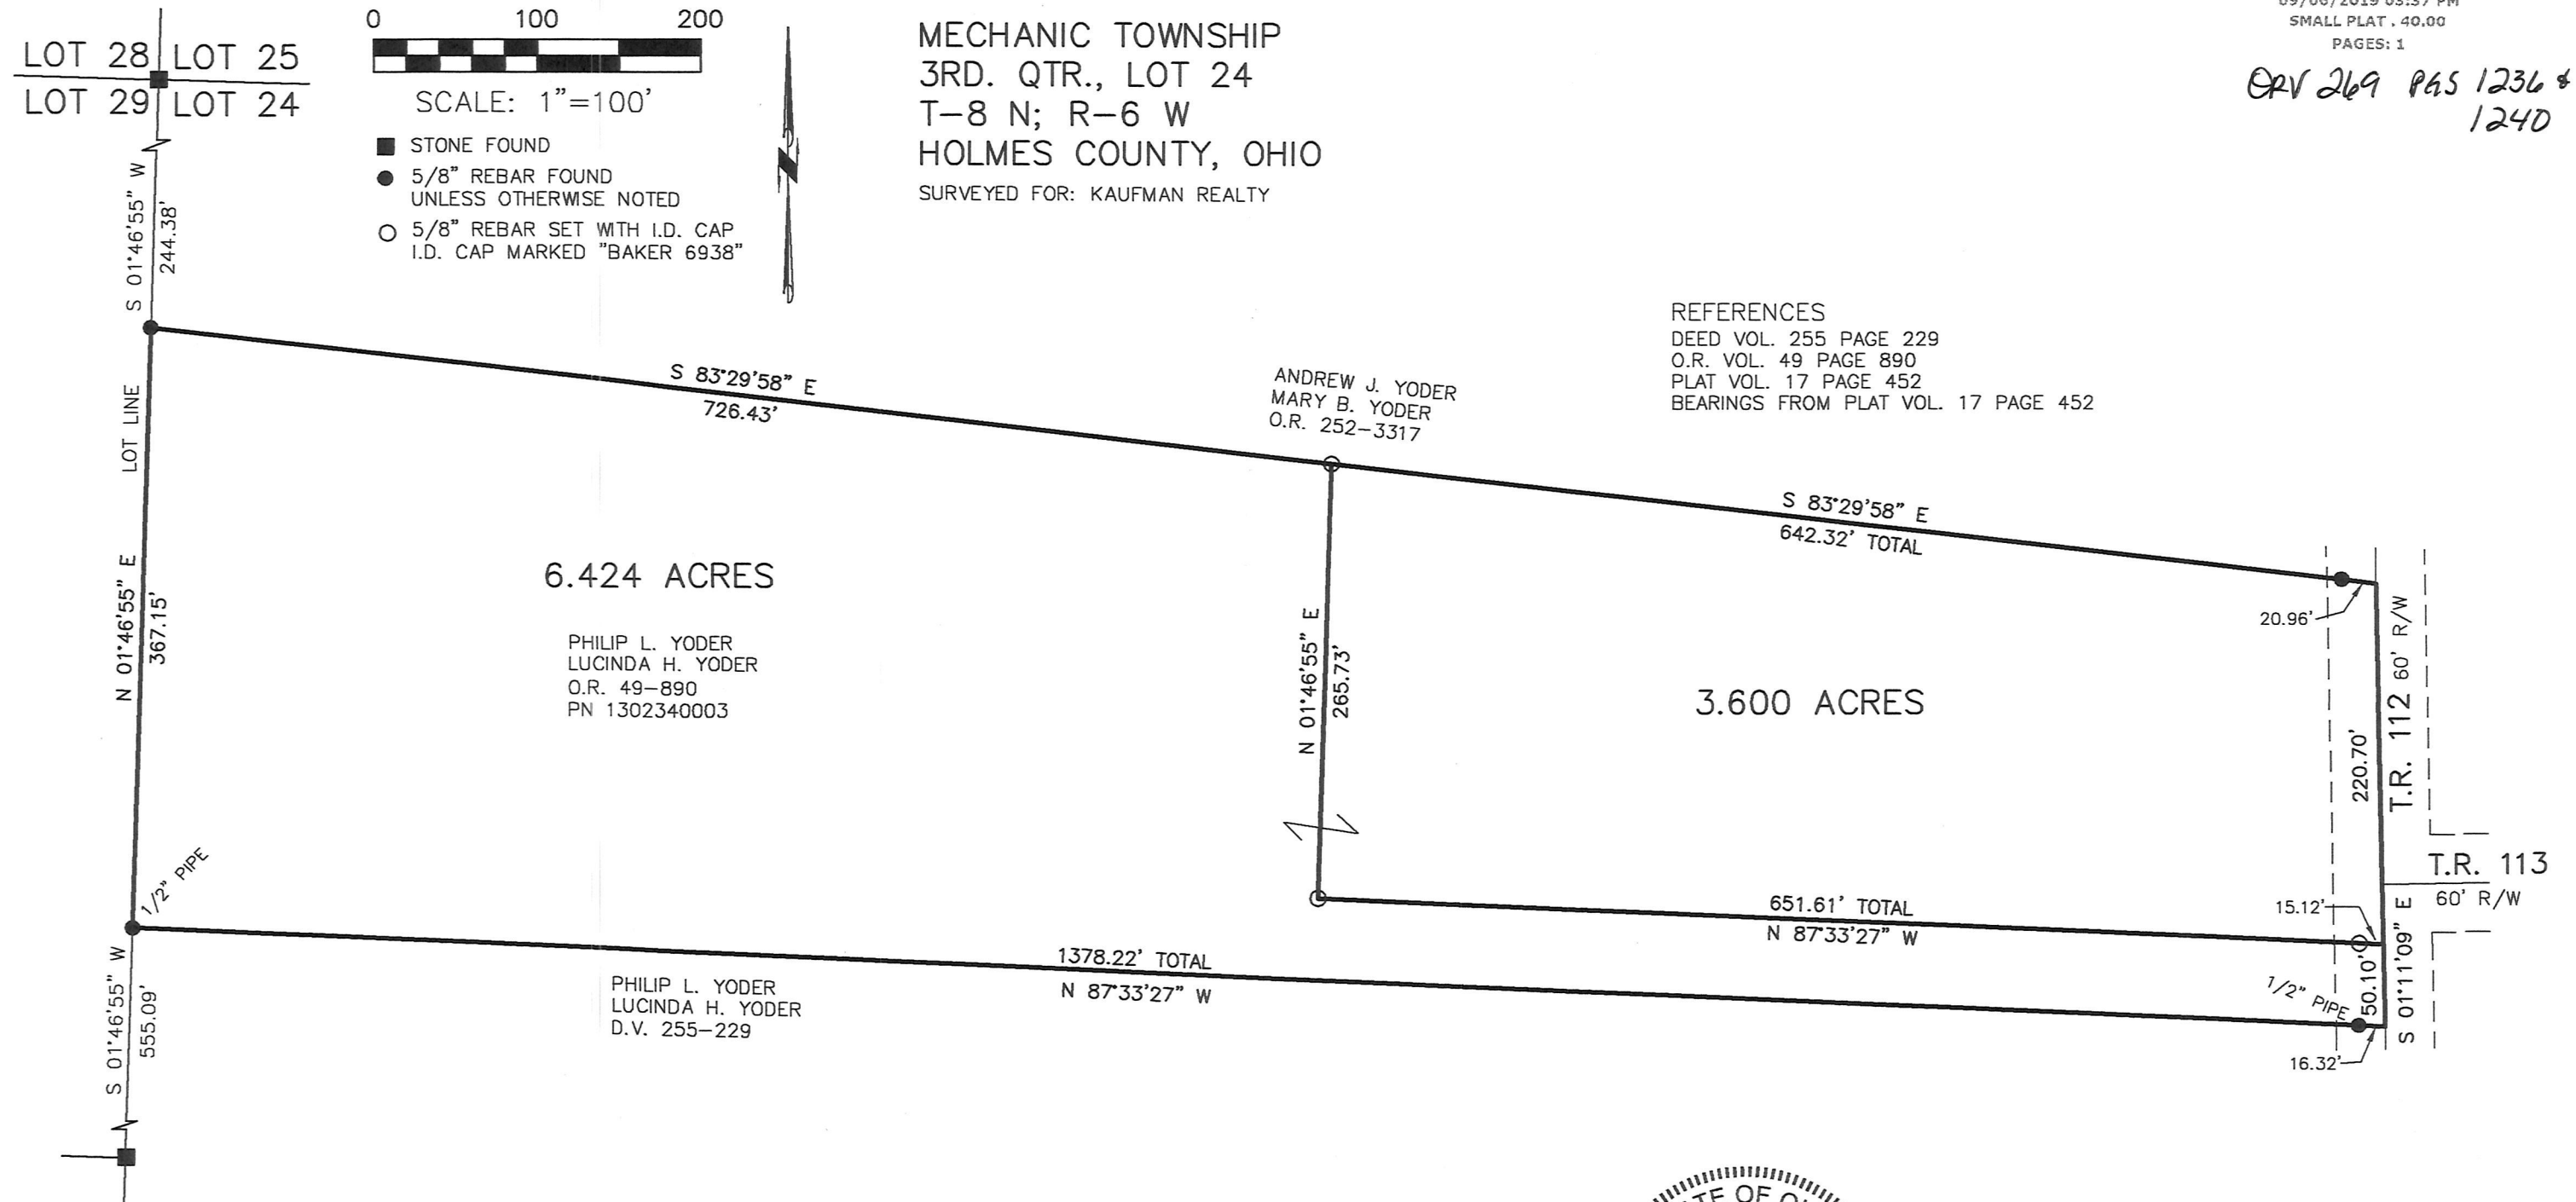 0 100 200
SCALE: 1"=100'
LOT 28 LOT 25
LOT 29 LOT 24
■ STONE FOUND
● 5/8" REBAR FOUND
UNLESS OTHERWISE NOTED
○ 5/8" REBAR SET WITH I.D. CAP
I.D. CAP MARKED "BAKER 6938"
MECHANIC TOWNSHIP
3RD. QTR., LOT 24
T-8 N; R-6 W
HOLMES COUNTY, OHIO
SURVEYED FOR: KAUFMAN REALTY
09/06/2019 03:37 PM
SMALL PLAT . 40.00
PAGES: 1
ORV 269 PGS 1236 &
1240
REFERENCES
DEED VOL. 255 PAGE 229
O.R. VOL. 49 PAGE 890
PLAT VOL. 17 PAGE 452
BEARINGS FROM PLAT VOL. 17 PAGE 452
S 01°46'55" W
244.38'
S 83°29'58" E
726.43'
ANDREW J. YODER
MARY B. YODER
O.R. 252-3317
S 83°29'58" E
642.32' TOTAL
LOT LINE
N 01°46'55" E
367.15'
6.424 ACRES
PHILIP L. YODER
LUCINDA H. YODER
O.R. 49-890
PN 1302340003
N 01°46'55" E
265.73'
3.600 ACRES
20.96'
220.70'
T.R. 112 60' R/W
T.R. 113
60' R/W
1/2" PIPE
651.61' TOTAL
N 87°33'27" W
15.12'
50.10'
S 01°11'09" E
1378.22' TOTAL
N 87°33'27" W
1/2" PIPE
16.32'
PHILIP L. YODER
LUCINDA H. YODER
D.V. 255-229
S 01°46'55" W
555.09'
TE OF O